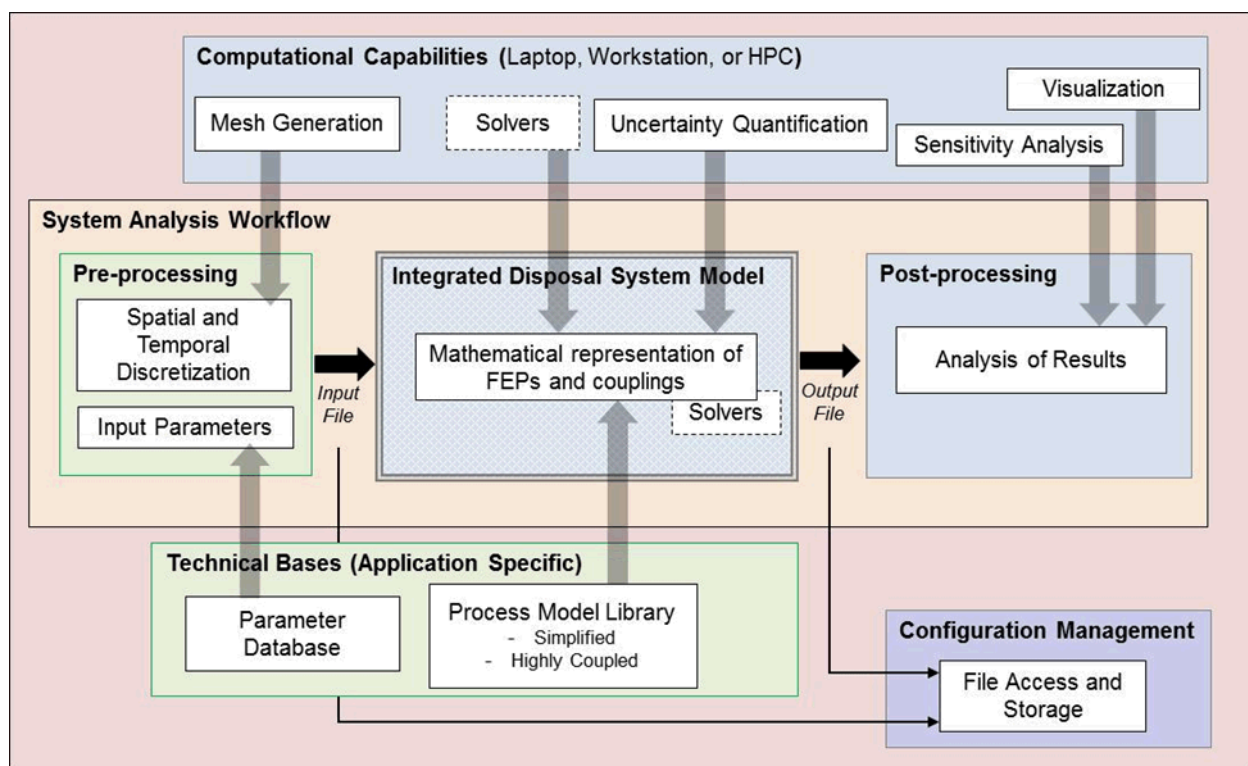 Computational Capabilities (Laptop, Workstation, or HPC)
Mesh Generation
Solvers
Uncertainty Quantification
Visualization
Sensitivity Analysis
System Analysis Workflow
Pre-processing
Spatial and
Temporal
Discretization
Input Parameters
Input
File
Integrated Disposal System Model
Mathematical representation of
FEPs and couplings
Solvers
Output
File
Post-processing
Analysis of Results
Technical Bases (Application Specific)
Parameter
Database
Process Model Library
- Simplified
- Highly Coupled
Configuration Management
File Access and
Storage